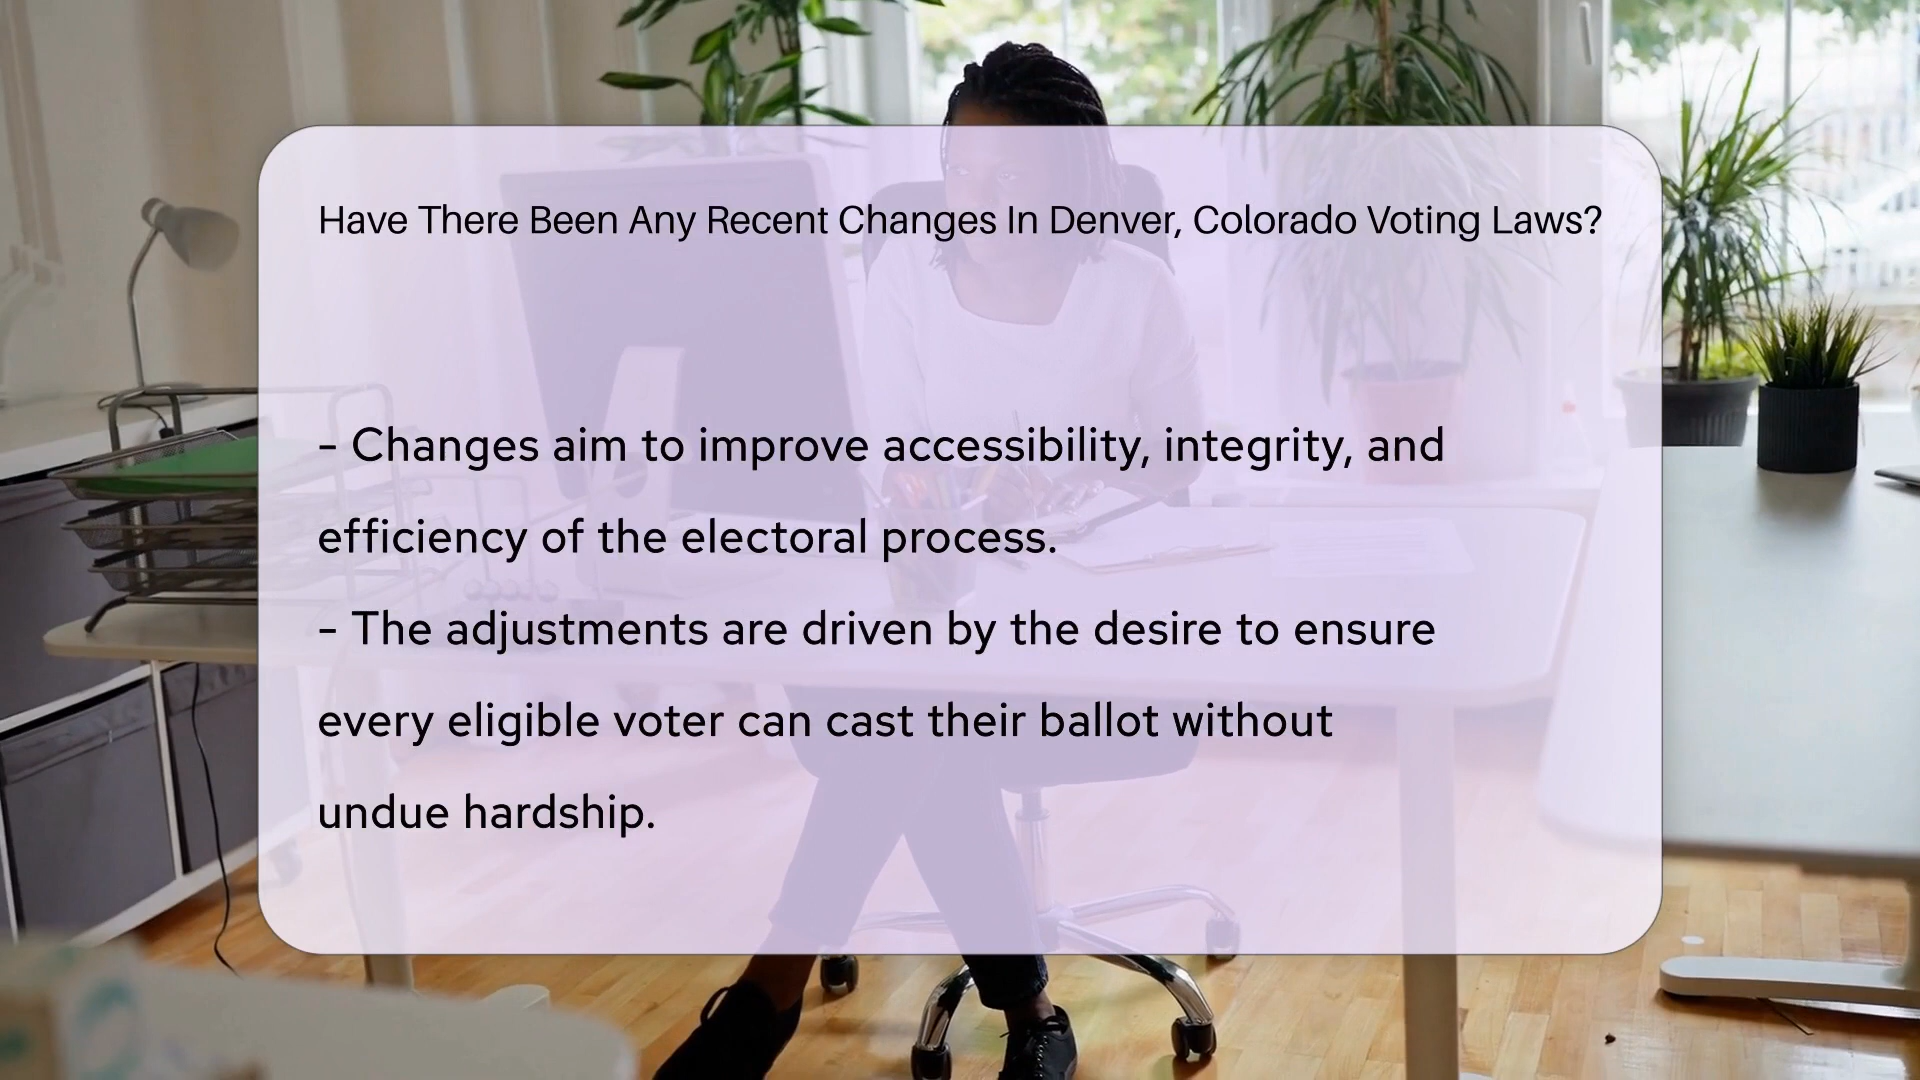 Have There Been Any Recent Changes In Denver, Colorado Voting Laws?
- Changes aim to improve accessibility, integrity, and
efficiency of the electoral process.
- The adjustments are driven by the desire to ensure
every eligible voter can cast their ballot without
undue hardship.